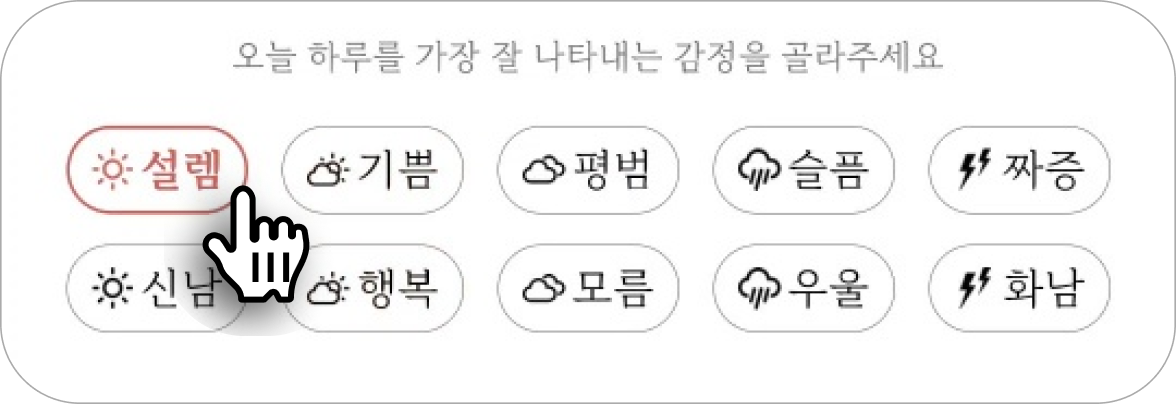 오늘 하루를 가장 잘 나타내는 감정을 골라주세요
설렘 기쁨 평범 슬픔 짜증
신남 행복 모름 우울 화남